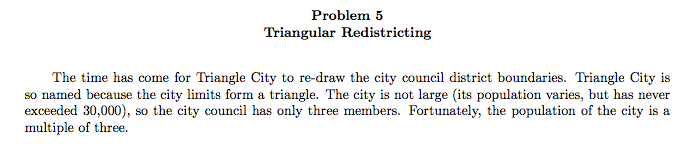 Problem 5
Triangular Redistricting
The time has come for Triangle City to re-draw the city council district boundaries. Triangle City is
so named because the city limits form a triangle. The city is not large (its population varies, but has never
exceeded 30,000), so the city council has only three members. Fortunately, the population of the city is a
multiple of three.